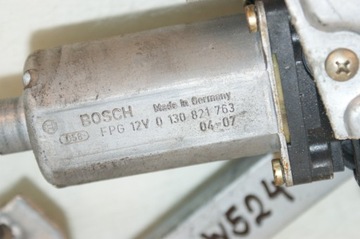 BOSCH Made in Germany
FPG 12V 0 130 821 763
04-07
W524